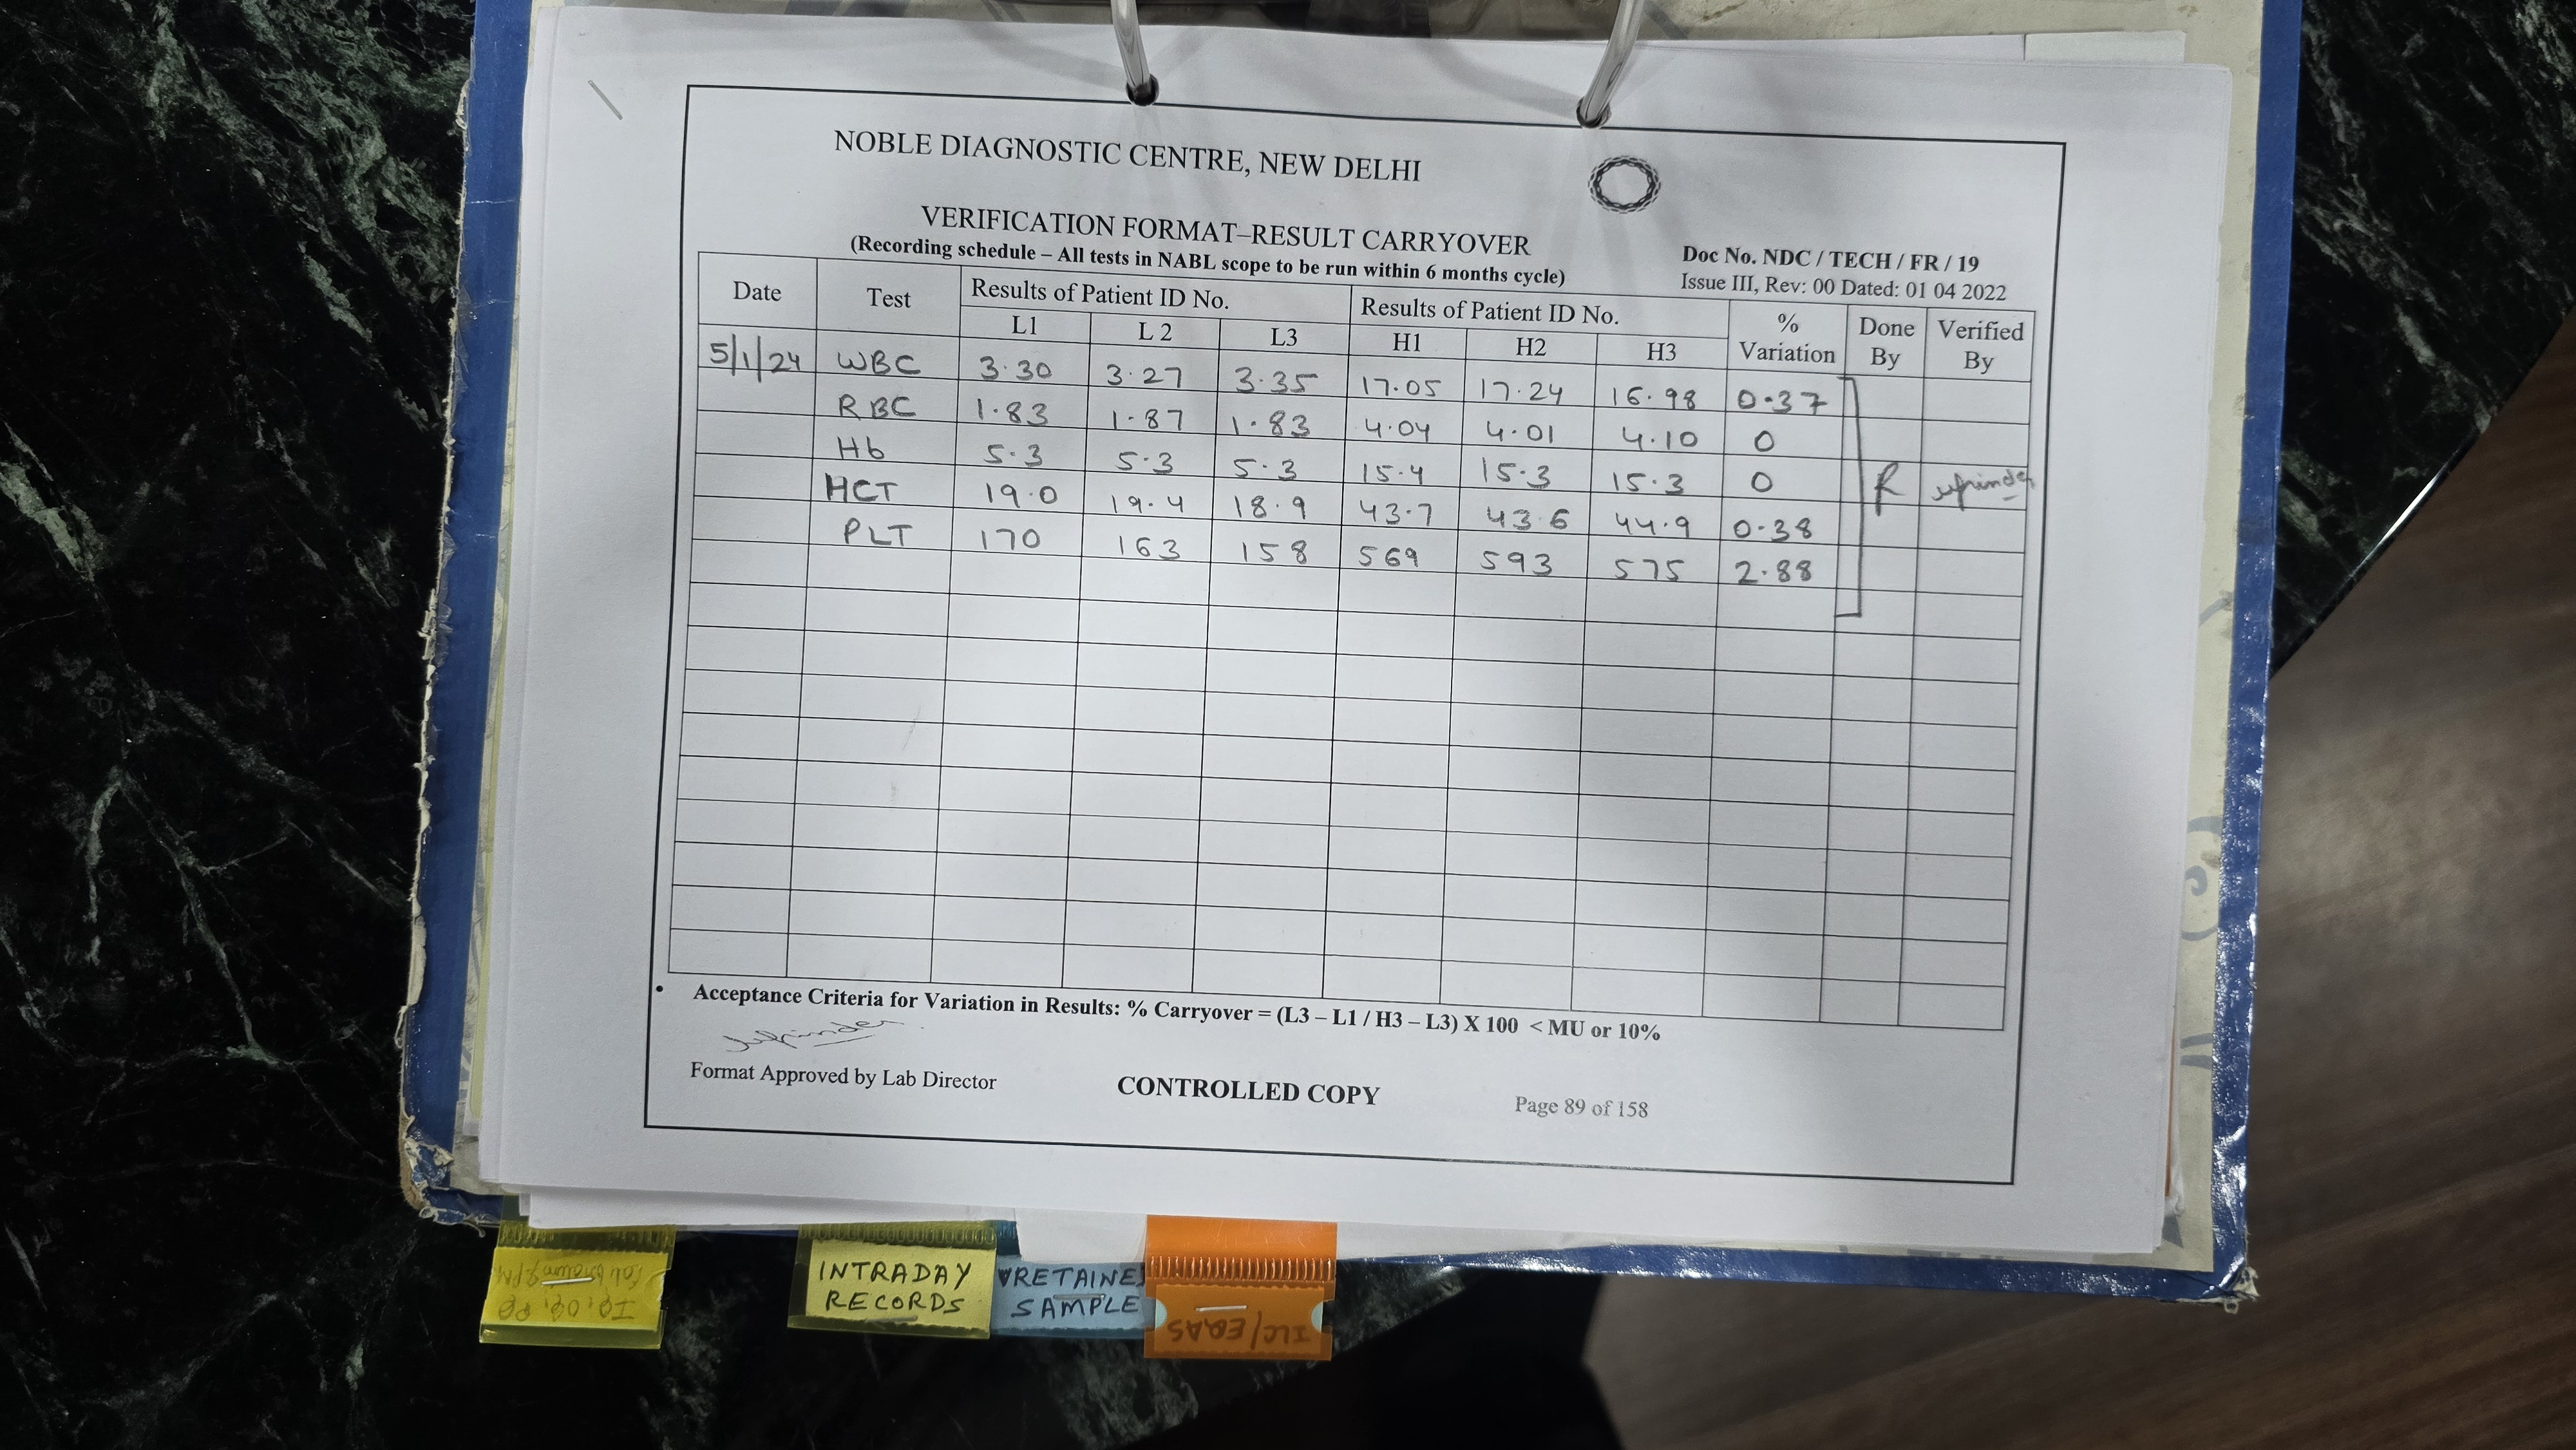 NOBLE DIAGNOSTIC CENTRE, NEW DELHI
Doc No. NDC / TECH / FR / 19
VERIFICATION FORMAT–RESULT CARRYOVER
Issue III, Rev: 00 Dated: 01 04 2022
(Recording schedule – All tests in NABL scope to be run within 6 months cycle)
Date Test Results of Patient ID No. Results of Patient ID No. % Variation Done By Verified By
L1 L 2 L3 H1 H2 H3
5/1/24 WBC 3.30 3.27 3.35 17.05 17.24 16.98 0.37
RBC 1.83 1.87 1.83 4.04 4.01 4.10 0
Hb 5.3 5.3 5.3 15.4 15.3 15.3 0
HCT 19.0 19.4 18.9 43.7 43.6 44.9 0.38
PLT 170 163 158 569 593 575 2.88
• Acceptance Criteria for Variation in Results: % Carryover = (L3 – L1 / H3 – L3) X 100 < MU or 10%
Format Approved by Lab Director
CONTROLLED COPY
Page 89 of 158
INTRADAY
RECORDS
RETAINE
SAMPLE
ILC/EQAS